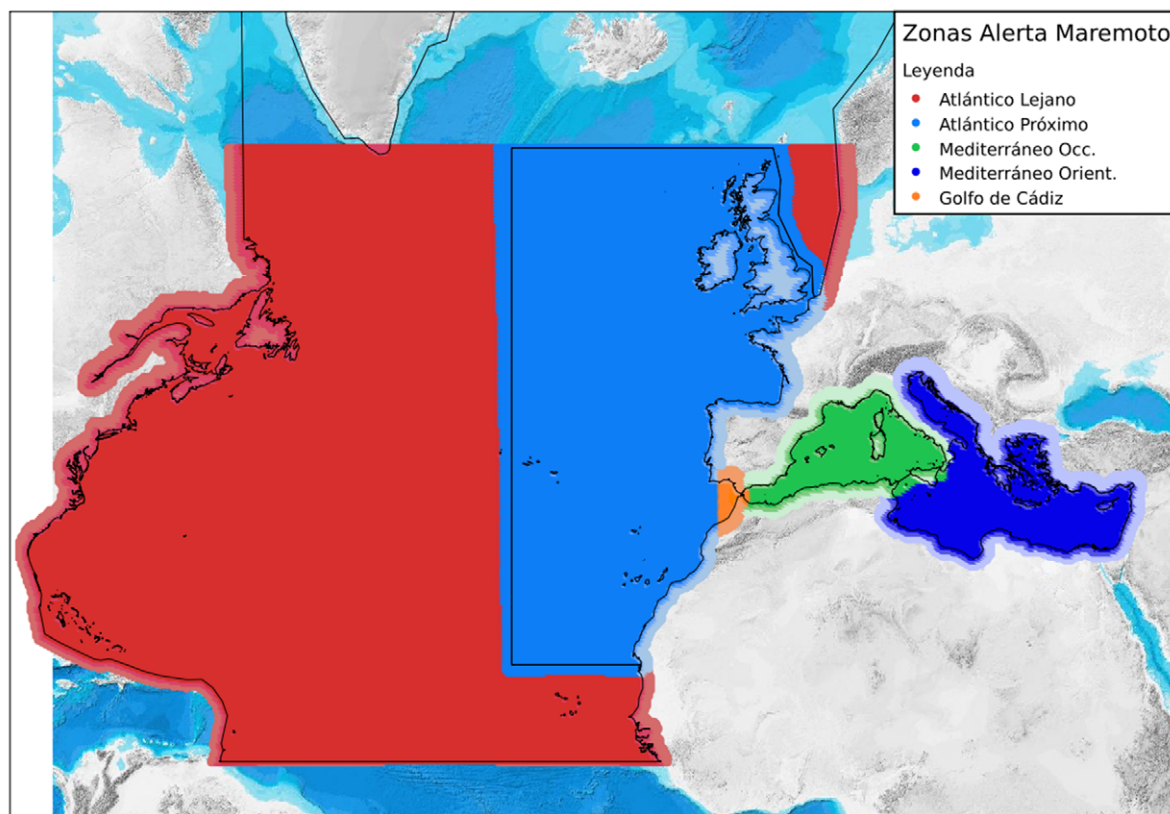 Zonas Alerta Maremoto
Leyenda
Atlántico Lejano
Atlántico Próximo
Mediterráneo Occ.
Mediterráneo Orient.
Golfo de Cádiz